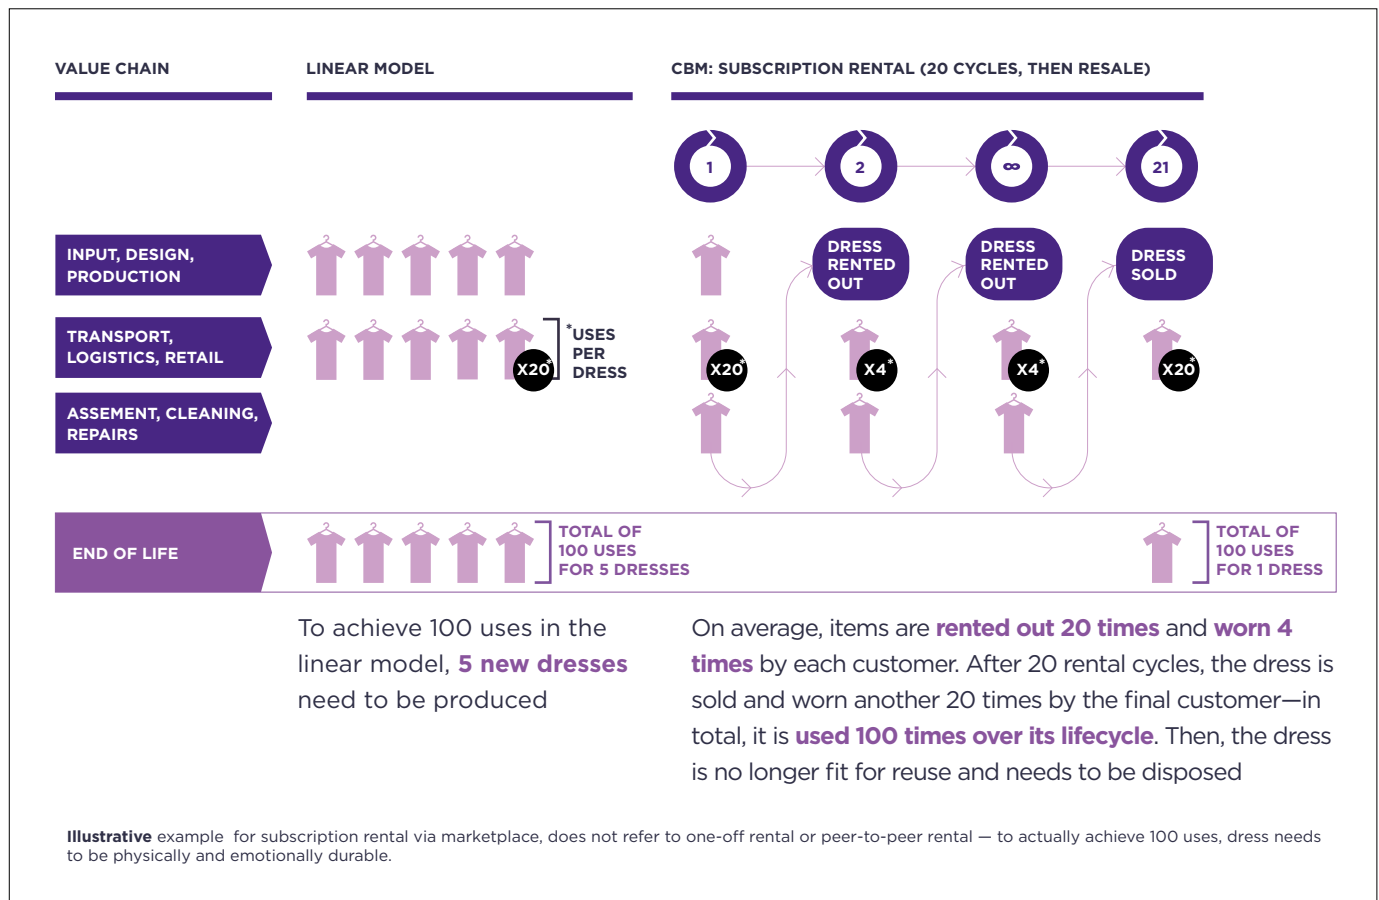 VALUE CHAIN
LINEAR MODEL
CBM: SUBSCRIPTION RENTAL (20 CYCLES, THEN RESALE)
1
2
∞
21
INPUT, DESIGN,
PRODUCTION
DRESS
RENTED
OUT
DRESS
RENTED
OUT
DRESS
SOLD
TRANSPORT,
LOGISTICS, RETAIL
X20*
*USES
PER
DRESS
X20*
X4*
X4*
X20*
ASSEMENT, CLEANING,
REPAIRS
END OF LIFE
TOTAL OF
100 USES
FOR 5 DRESSES
TOTAL OF
100 USES
FOR 1 DRESS
To achieve 100 uses in the
linear model, 5 new dresses
need to be produced
On average, items are rented out 20 times and worn 4
times by each customer. After 20 rental cycles, the dress is
sold and worn another 20 times by the final customer—in
total, it is used 100 times over its lifecycle. Then, the dress
is no longer fit for reuse and needs to be disposed
Illustrative example for subscription rental via marketplace, does not refer to one-off rental or peer-to-peer rental — to actually achieve 100 uses, dress needs
to be physically and emotionally durable.